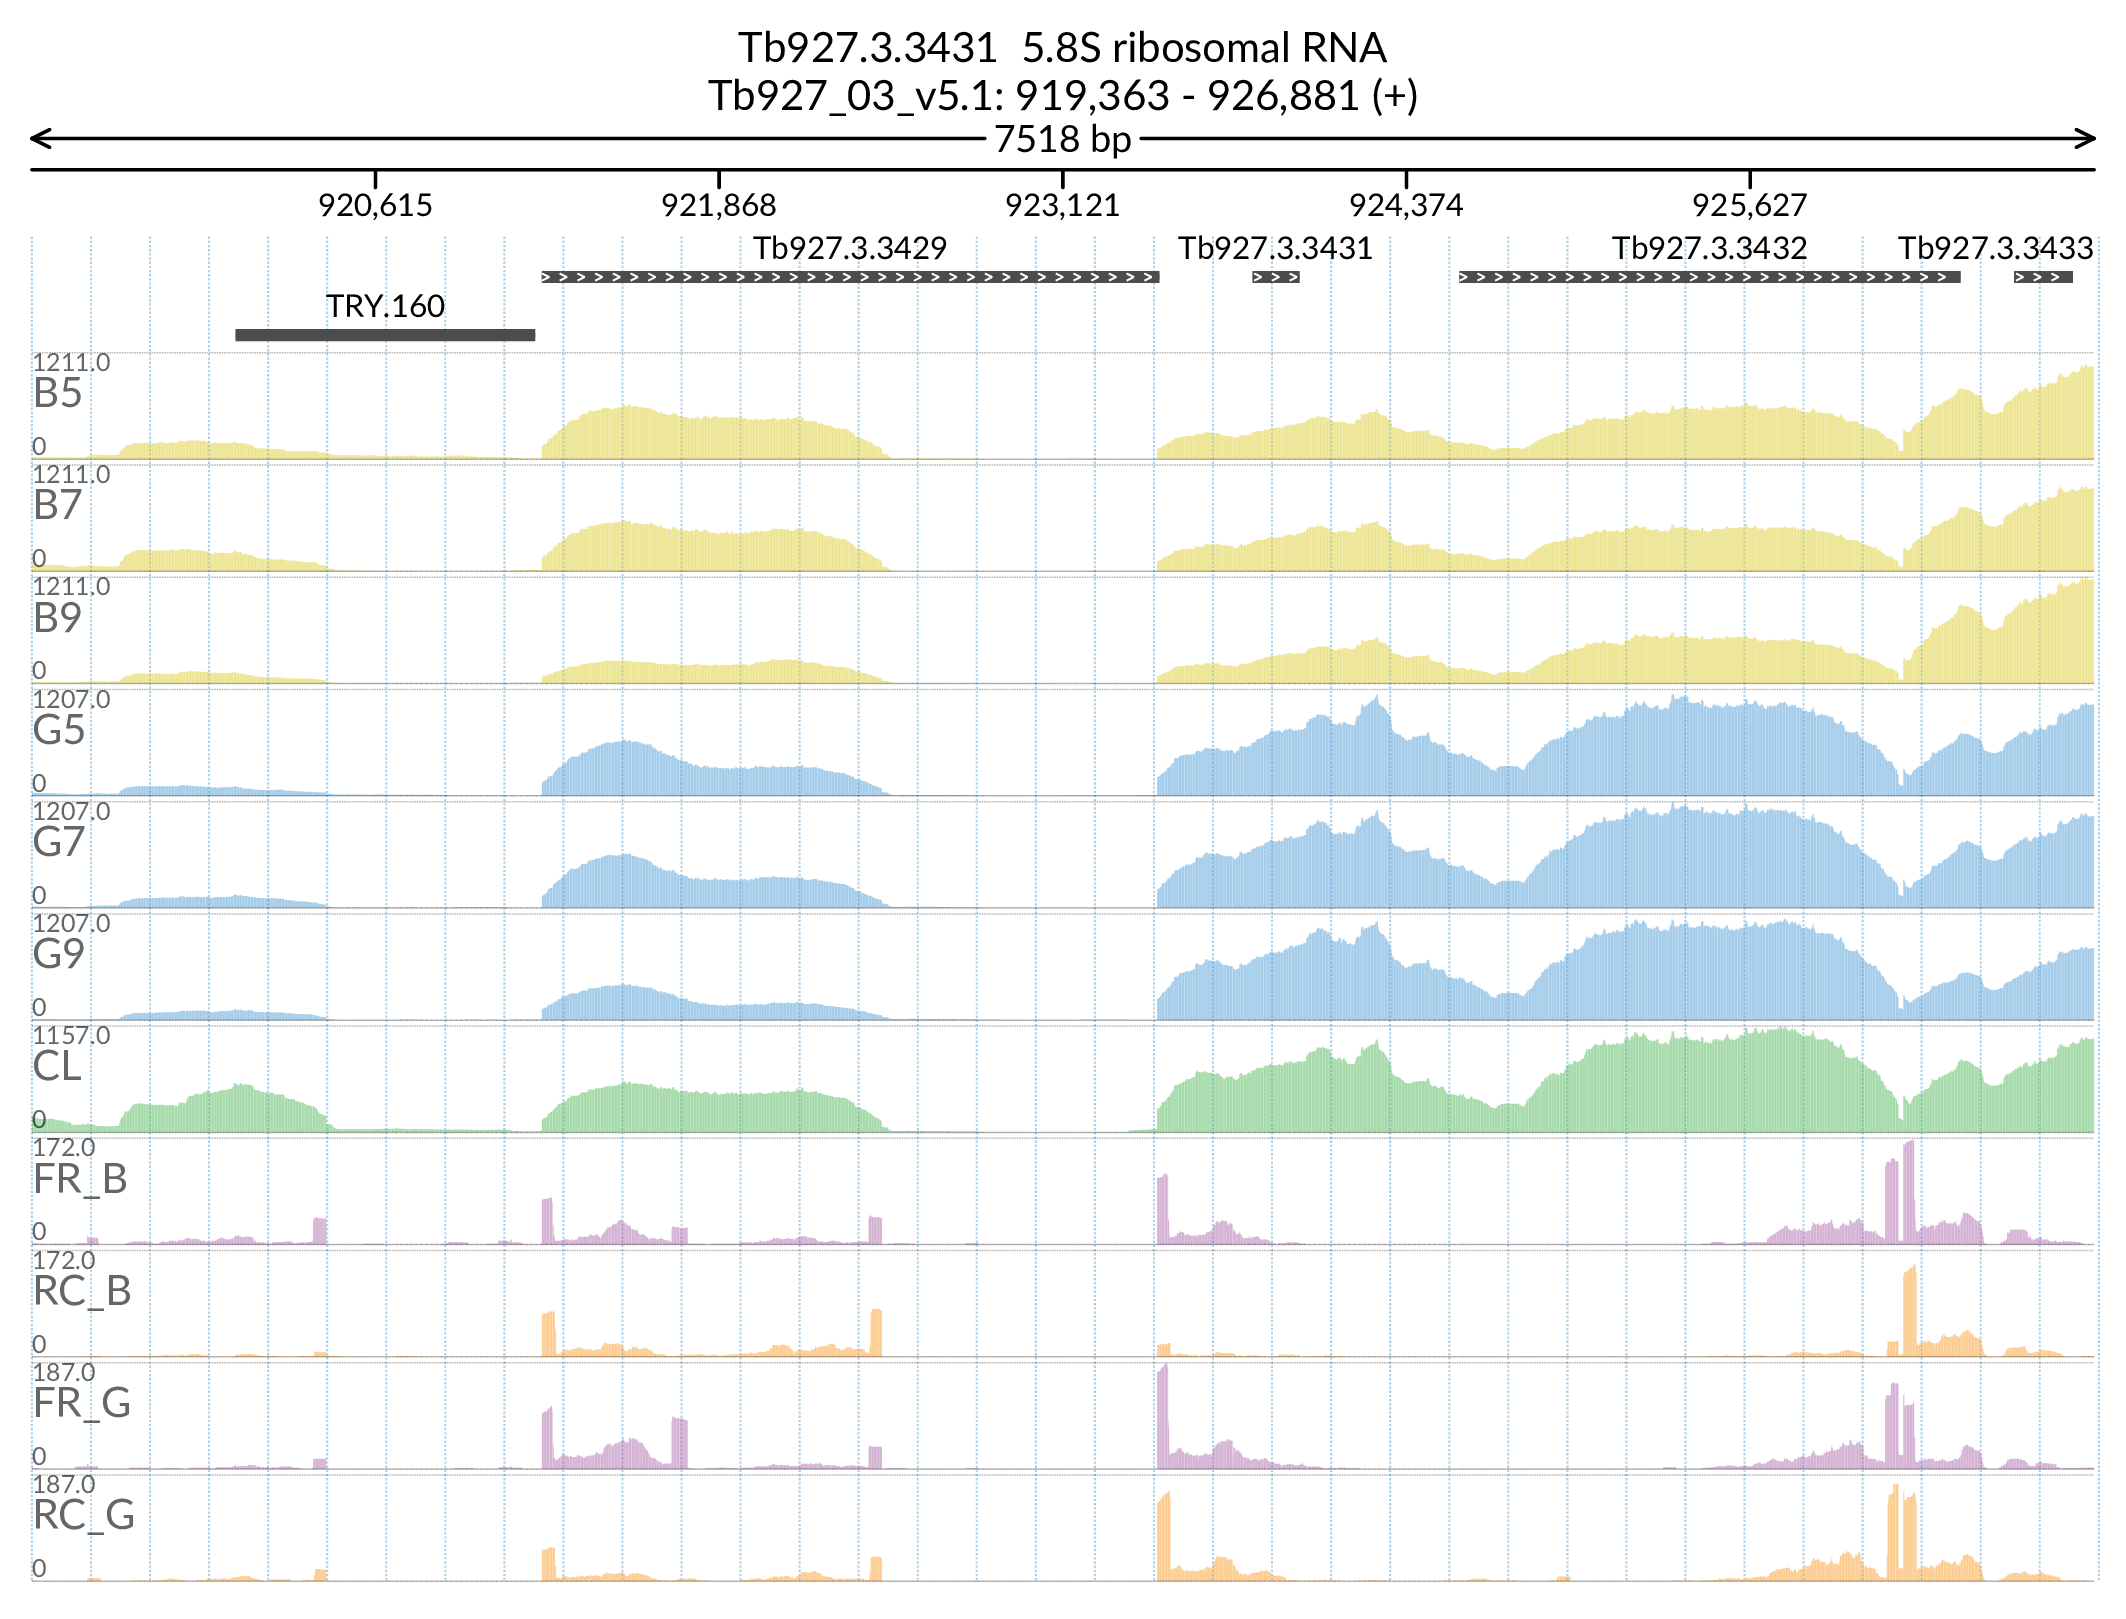 Tb927.3.3431 5.8S ribosomal RNA
Tb927_03_v5.1: 919,363 - 926,881 (+)
7518 bp
920,615 921,868 923,121 924,374 925,627
Tb927.3.3429 Tb927.3.3431 Tb927.3.3432 Tb927.3.3433
TRY.160
1211.0
B5
0
1211.0
B7
0
1211.0
B9
0
1207.0
G5
0
1207.0
G7
0
1207.0
G9
0
1157.0
CL
0
172.0
FR_B
0
172.0
RC_B
0
187.0
FR_G
0
187.0
RC_G
0